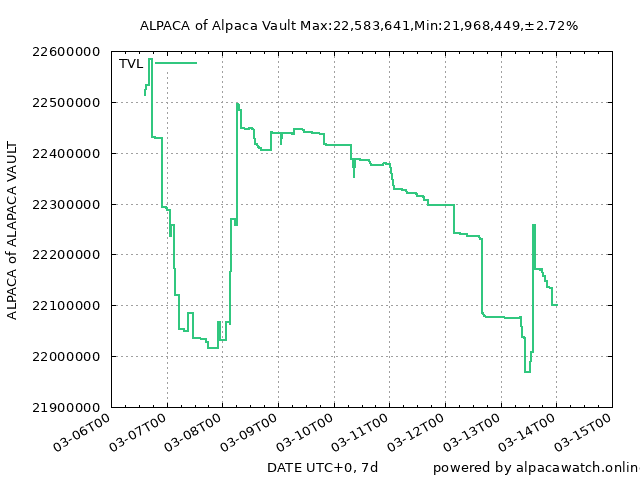 ALPACA of Alpaca Vault Max:22,583,641,Min:21,968,449,±2.72%
TVL
22600000
22500000
22400000
22300000
22200000
22100000
22000000
21900000
ALPACA of ALAPACA VAULT
03-06T00
03-07T00
03-08T00
03-09T00
03-10T00
03-11T00
03-12T00
03-13T00
03-14T00
03-15T00
DATE UTC+0, 7d
powered by alpacawatch.onlin